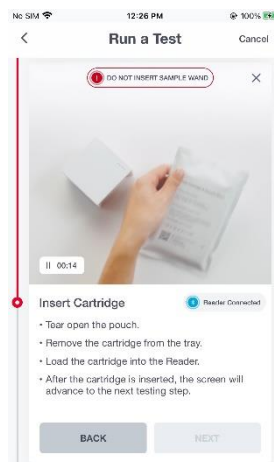 No SIM 12:26 PM 100%
Run a Test Cancel
DO NOT INSERT SAMPLE WAND
00:14
Insert Cartridge Reader Connected
• Tear open the pouch.
• Remove the cartridge from the tray.
• Load the cartridge into the Reader.
• After the cartridge is inserted, the screen will
advance to the next testing step.
BACK NEXT